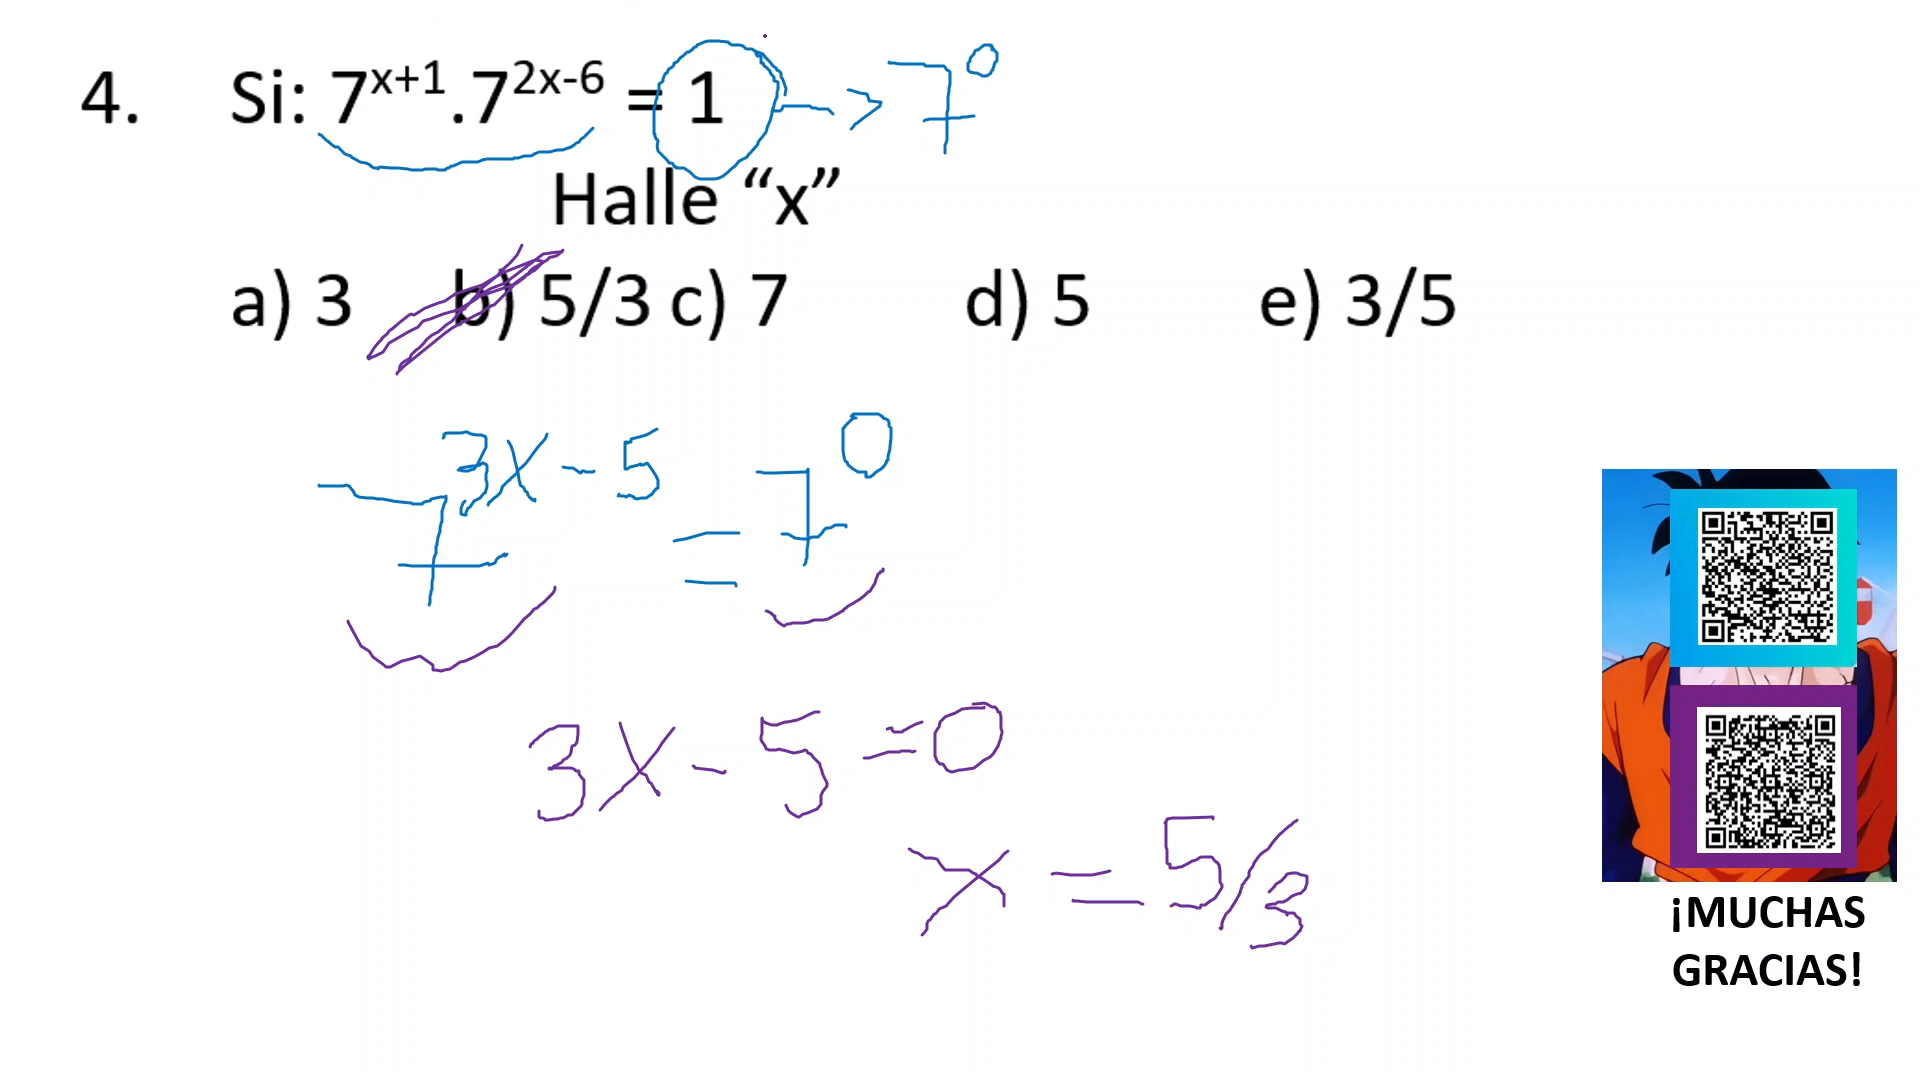 4. Si: 7^{x+1}.7^{2x-6} = 1 -> 7^0
Halle “x”
a) 3 b) 5/3 c) 7 d) 5 e) 3/5
7^{3x-5} = 7^0
3x - 5 = 0
x = 5/3
¡MUCHAS
GRACIAS!